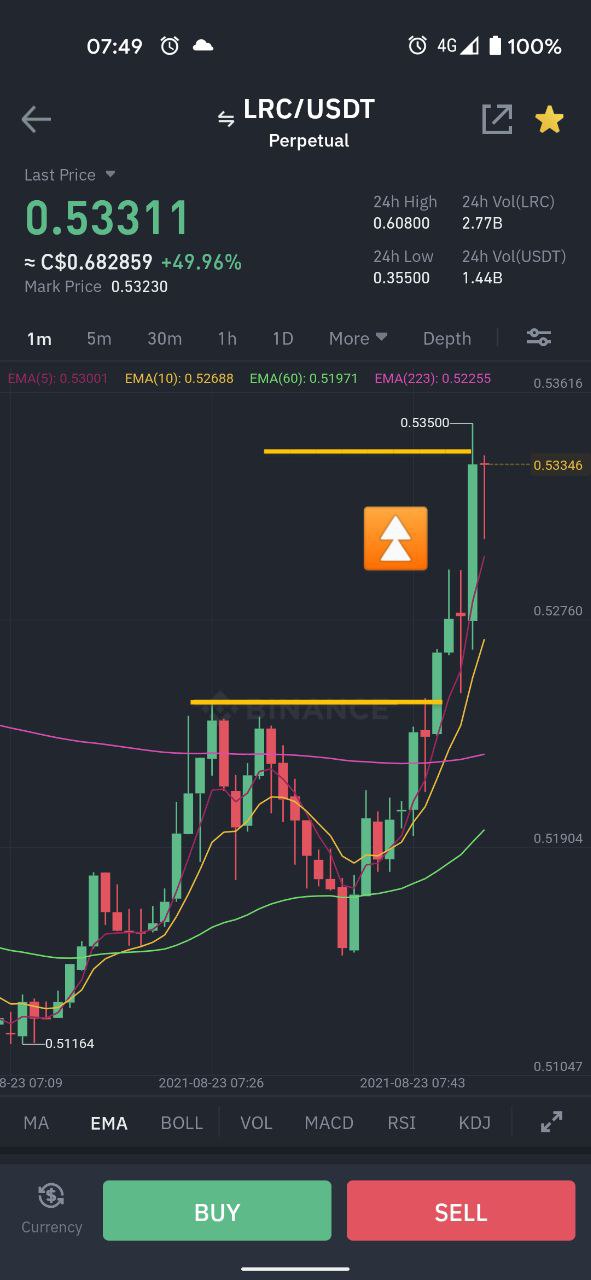 07:49 4G 100%
LRC/USDT
Perpetual
Last Price
0.53311
≈ C$0.682859 +49.96%
Mark Price 0.53230
24h High 24h Vol(LRC)
0.60800 2.77B
24h Low 24h Vol(USDT)
0.35500 1.44B
1m 5m 30m 1h 1D More Depth
EMA(5): 0.53001 EMA(10): 0.52688 EMA(60): 0.51971 EMA(223): 0.52255
0.53616
0.53500
0.53346
0.52760
BINANCE
0.51904
0.51164
0.51047
8-23 07:09 2021-08-23 07:26 2021-08-23 07:43
MA EMA BOLL VOL MACD RSI KDJ
Currency
BUY
SELL